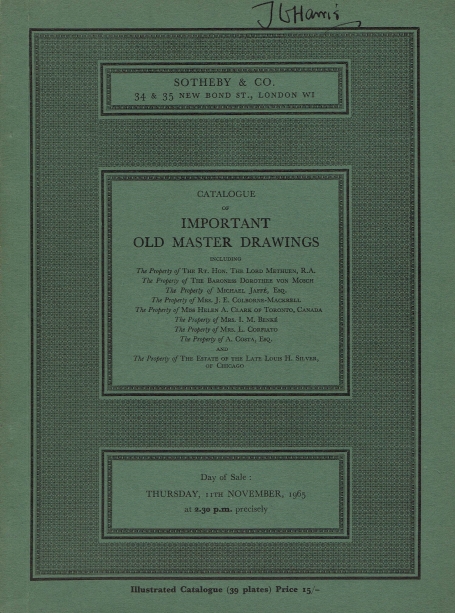 J G Harris
SOTHEBY & CO.
34 & 35 NEW BOND ST., LONDON W1
CATALOGUE
OF
IMPORTANT
OLD MASTER DRAWINGS
INCLUDING
The Property of THE RT. HON. THE LORD METHUEN, R.A.
The Property of THE BARONESS DOROTHEE VON
The Property of MICHAEL JAFFÉ, ESQ.
The Property of MRS. J. E. COLBORNE-MACKRELL
The Property of MISS HELEN A. CLARK OF TORONTO, CANADA
The Property of MRS. I. M.
The Property of MRS. L. CORPIATO
The Property of A. COSTA, ESQ.
AND
The Property of THE ESTATE OF THE LATE LOUIS H. SILVER,
OF CHICAGO
Day of Sale :
THURSDAY, 11TH NOVEMBER, 1965
at 2.30 p.m. precisely
Illustrated Catalogue (39 plates) Price 15/-